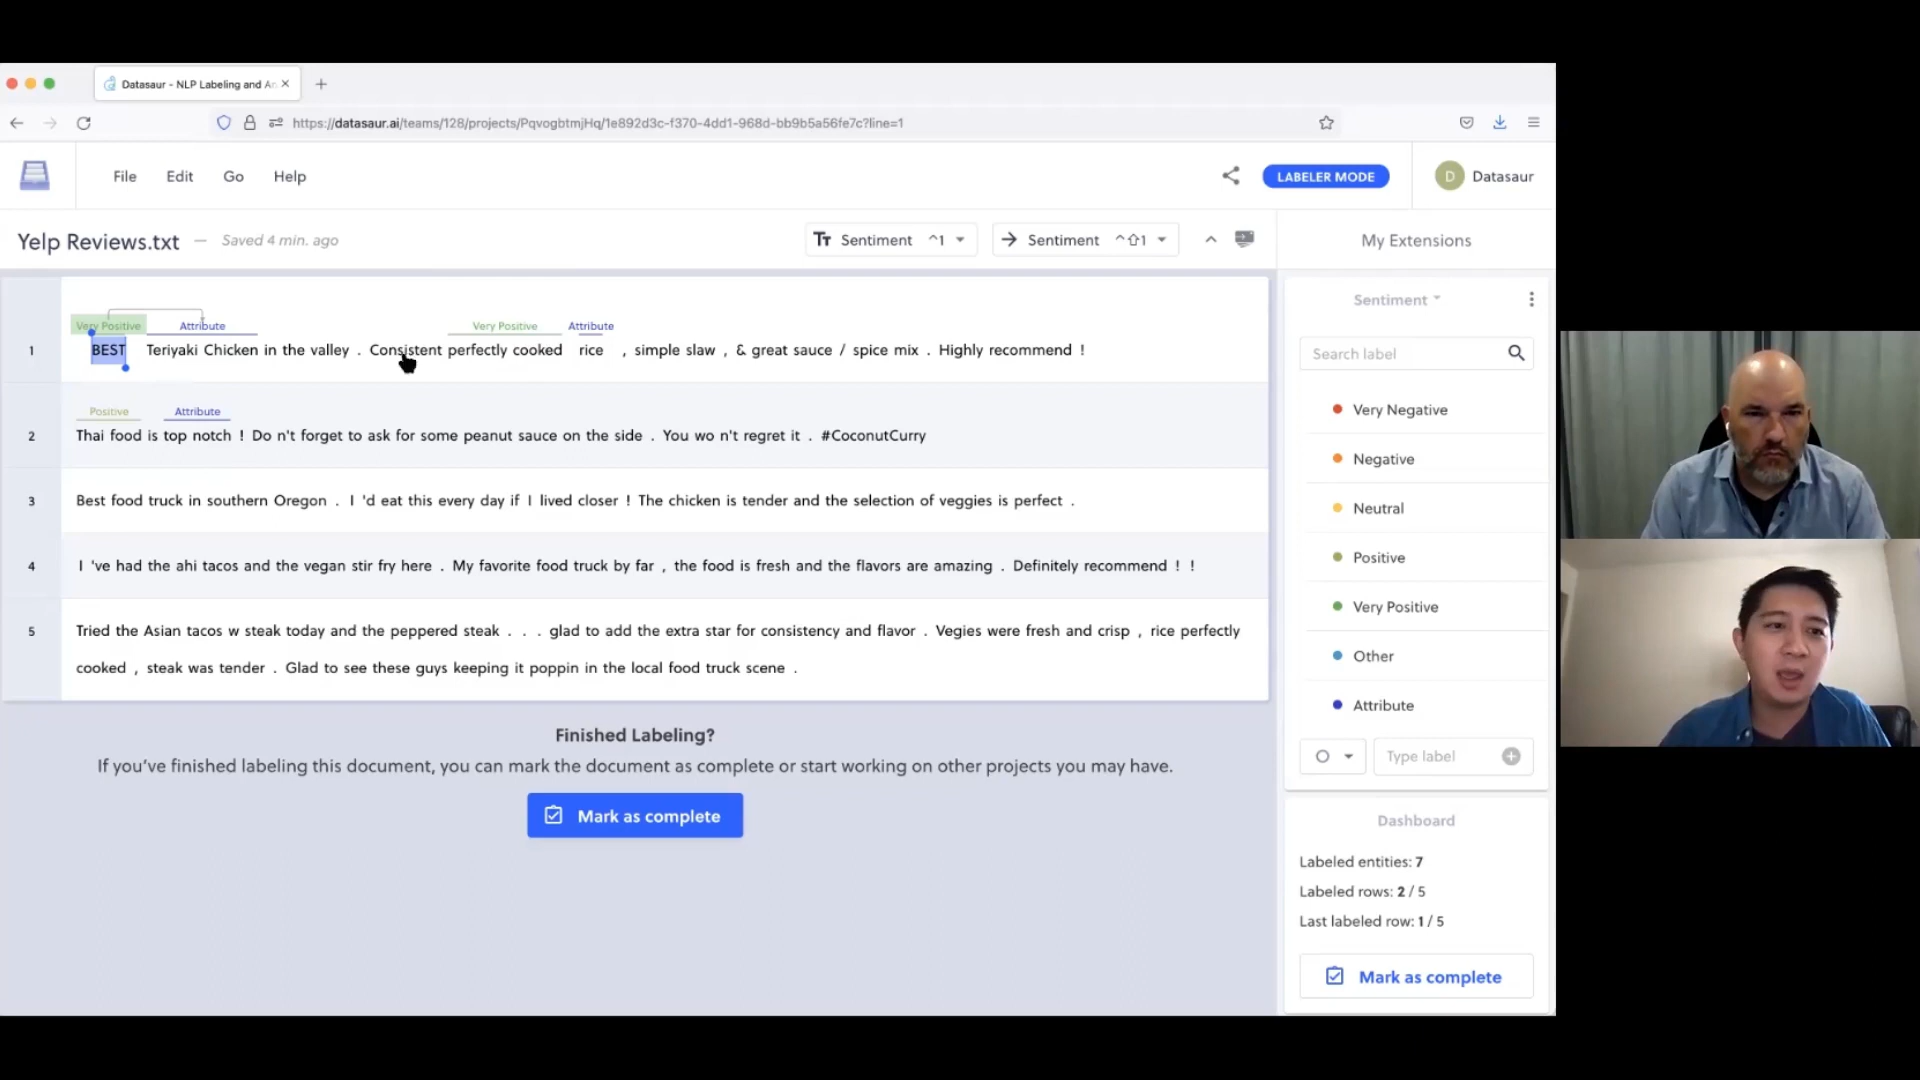 Datasaur - NLP Labeling and An
https://datasaur.ai/teams/128/projects/PqvogbtmjHq/1e892d3c-f370-4dd1-968d-bb9b5a56fe7c?line=1
File Edit Go Help
LABELER MODE
D Datasaur
Yelp Reviews.txt — Saved 4 min. ago
Tт Sentiment ^1
Sentiment ^⇧1
My Extensions
Very Positive Attribute Very Positive Attribute
1 BEST Teriyaki Chicken in the valley . Consistent perfectly cooked rice , simple slaw , & great sauce / spice mix . Highly recommend !
Positive Attribute
2 Thai food is top notch ! Do n't forget to ask for some peanut sauce on the side . You wo n't regret it . #CoconutCurry
3 Best food truck in southern Oregon . I 'd eat this every day if I lived closer ! The chicken is tender and the selection of veggies is perfect .
4 I 've had the ahi tacos and the vegan stir fry here . My favorite food truck by far , the food is fresh and the flavors are amazing . Definitely recommend ! !
5 Tried the Asian tacos w steak today and the peppered steak . . . glad to add the extra star for consistency and flavor . Vegies were fresh and crisp , rice perfectly
cooked , steak was tender . Glad to see these guys keeping it poppin in the local food truck scene .
Finished Labeling?
If you've finished labeling this document, you can mark the document as complete or start working on other projects you may have.
Mark as complete
Sentiment
Search label
Very Negative
Negative
Neutral
Positive
Very Positive
Other
Attribute
Type label
Dashboard
Labeled entities: 7
Labeled rows: 2 / 5
Last labeled row: 1 / 5
Mark as complete